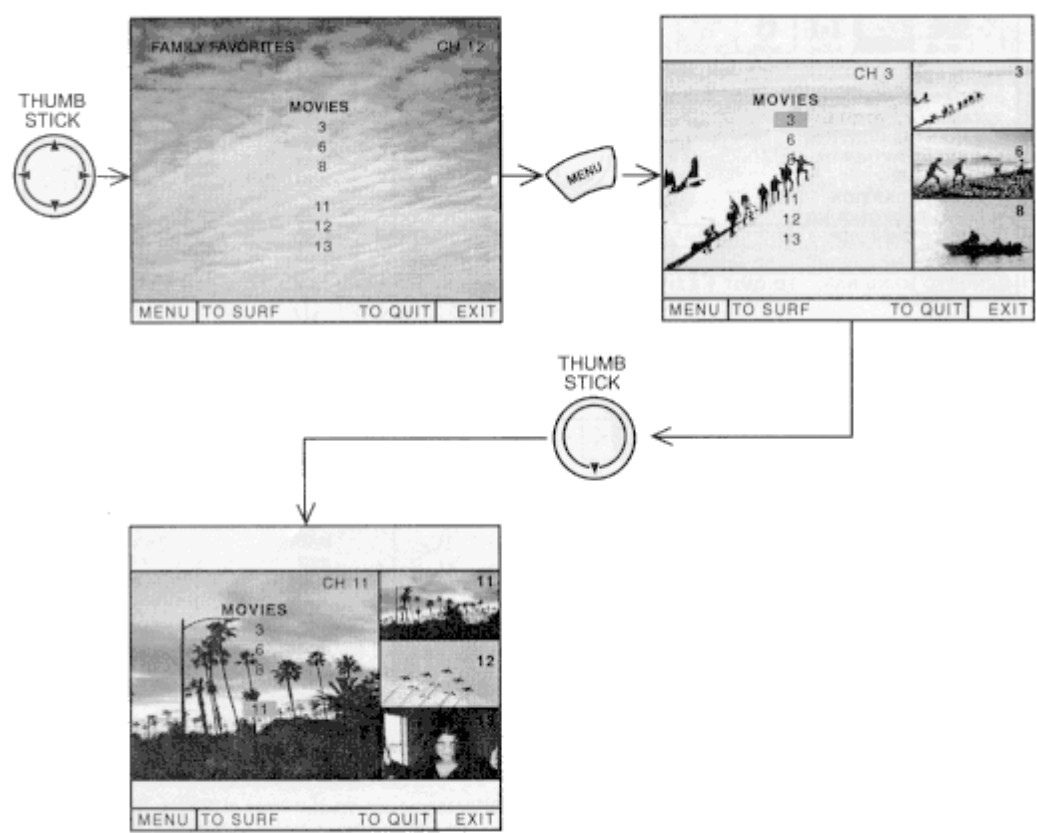 THUMB
STICK
FAMILY FAVORITES
CH 12
MOVIES
3
6
8
11
12
13
MENU
TO SURF
TO QUIT
EXIT
MENU
CH 3
MOVIES
3
6
8
11
12
13
3
6
8
MENU
TO SURF
TO QUIT
EXIT
THUMB
STICK
CH 11
MOVIES
3
6
8
11
11
12
MENU
TO SURF
TO QUIT
EXIT